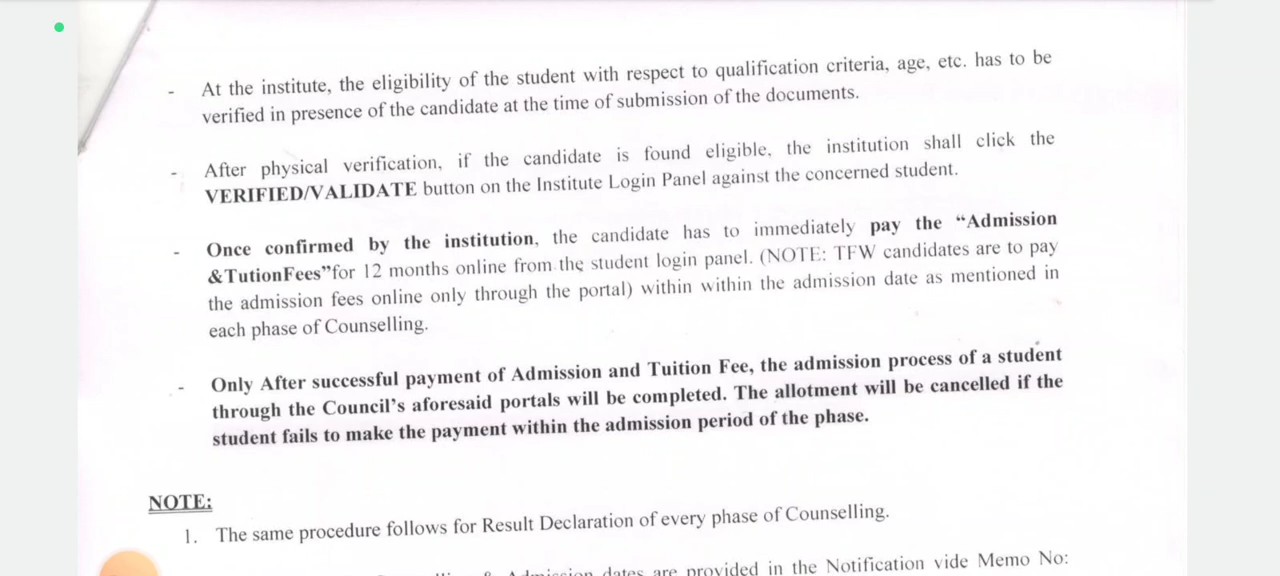 - At the institute, the eligibility of the student with respect to qualification criteria, age, etc. has to be
verified in presence of the candidate at the time of submission of the documents.
- After physical verification, if the candidate is found eligible, the institution shall click the
VERIFIED/VALIDATE button on the Institute Login Panel against the concerned student.
- Once confirmed by the institution, the candidate has to immediately pay the “Admission
&TutionFees”for 12 months online from the student login panel. (NOTE: TFW candidates are to pay
the admission fees online only through the portal) within within the admission date as mentioned in
each phase of Counselling.
- Only After successful payment of Admission and Tuition Fee, the admission process of a student
through the Council’s aforesaid portals will be completed. The allotment will be cancelled if the
student fails to make the payment within the admission period of the phase.
NOTE:
1. The same procedure follows for Result Declaration of every phase of Counselling.
Admission dates are provided in the Notification vide Memo No: